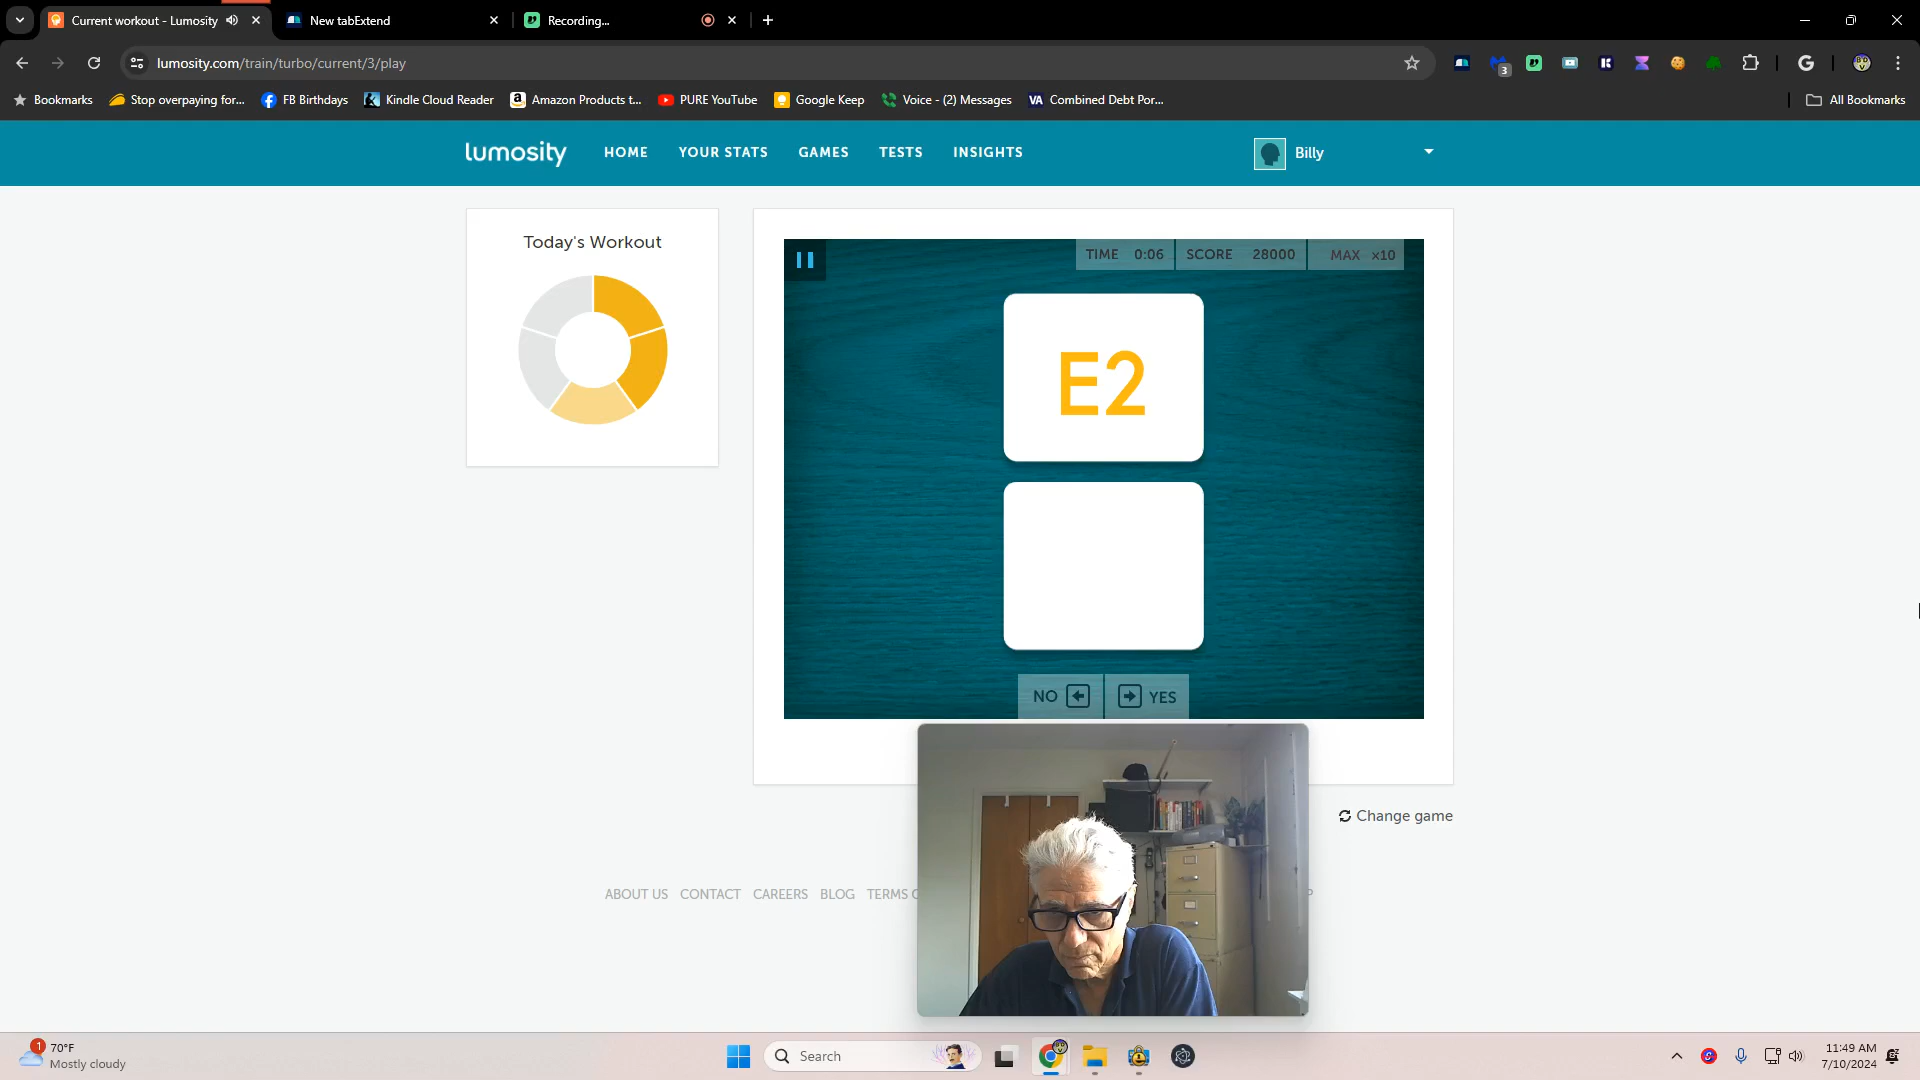 Current workout - Lumosity
New tabExtend
Recording...
lumosity.com/train/turbo/current/3/play
3
Bookmarks
Stop overpaying for...
FB Birthdays
Kindle Cloud Reader
Amazon Products t...
PURE YouTube
Google Keep
Voice - (2) Messages
VA Combined Debt Por...
All Bookmarks
lumosity
HOME
YOUR STATS
GAMES
TESTS
INSIGHTS
Billy
Today's Workout
TIME 0:06
SCORE 28000
MAX x10
E2
NO
YES
Change game
ABOUT US
CONTACT
CAREERS
BLOG
1
70°F
Mostly cloudy
Search
11:49 AM
7/10/2024